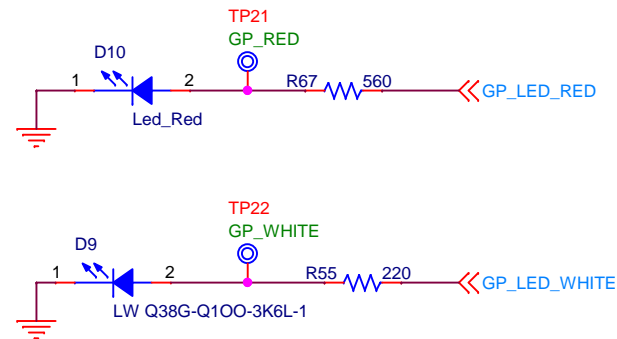 TP21
GP_RED
D10
1
2
R67
560
GP_LED_RED
Led_Red
TP22
GP_WHITE
D9
1
2
R55
220
GP_LED_WHITE
LW Q38G-Q1OO-3K6L-1